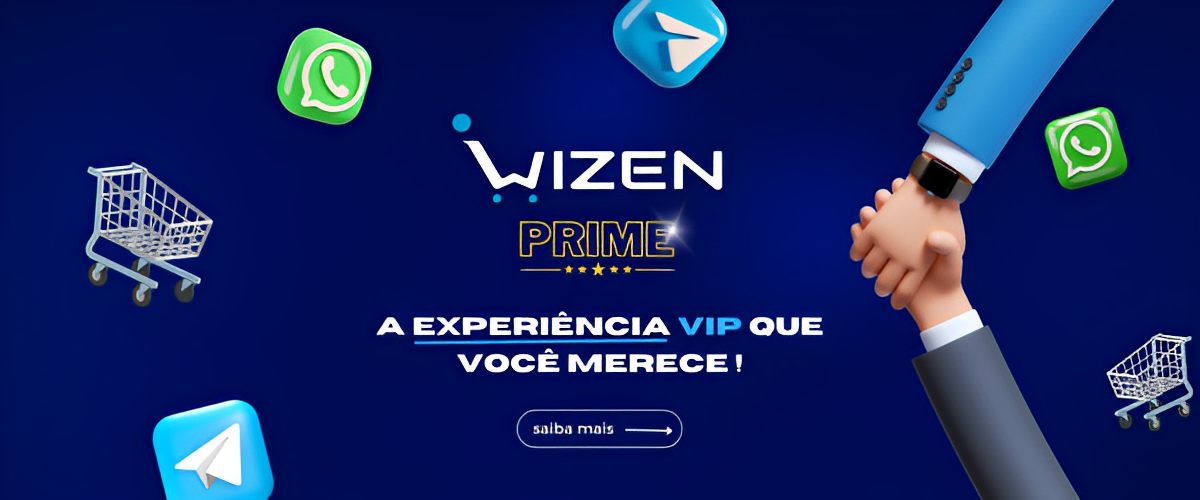 WIZEN
PRIME
A EXPERIÊNCIA VIP QUE
VOCÊ MERECE !
saiba mais